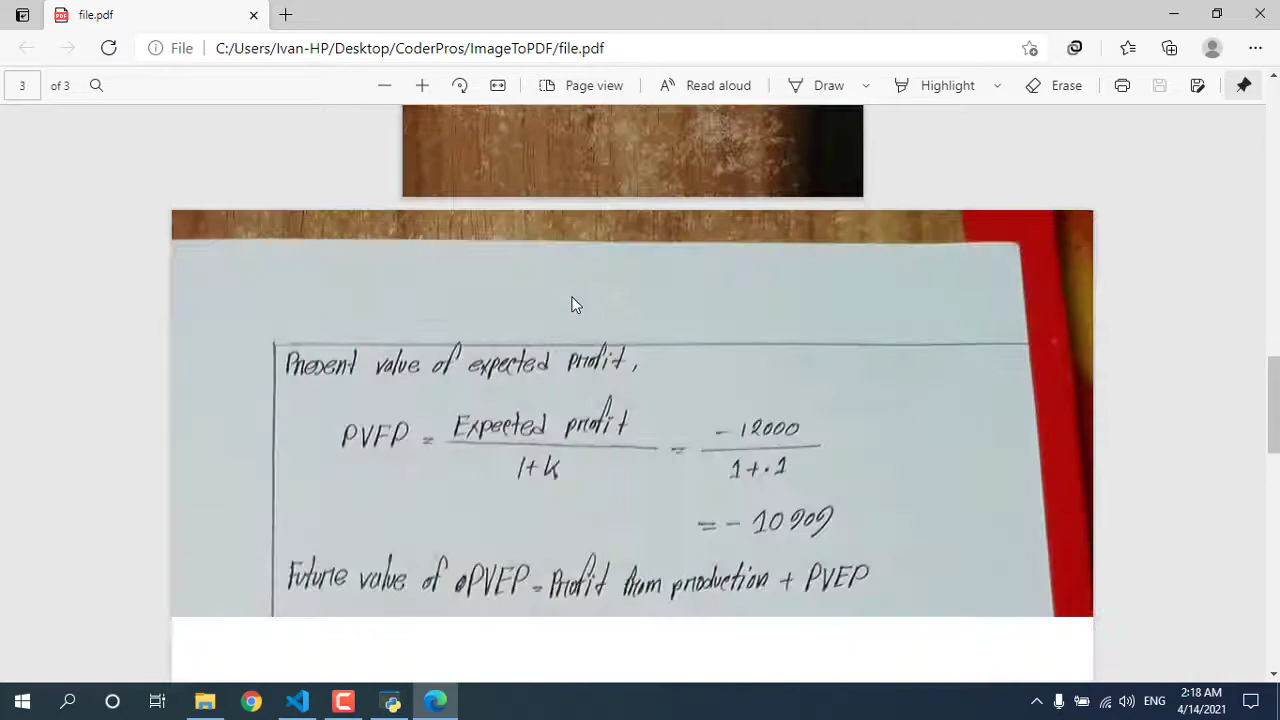 file.pdf
File
C:/Users/Ivan-HP/Desktop/CoderPros/ImageToPDF/file.pdf
3 of 3
Page view
Read aloud
Draw
Highlight
Erase
Present value of expected profit,
PVFP = Expected profit / 1+k = -12000 / 1+.1
= - 10909
Future value of PVEP = Profit from production + PVEP
ENG
2:18 AM
4/14/2021